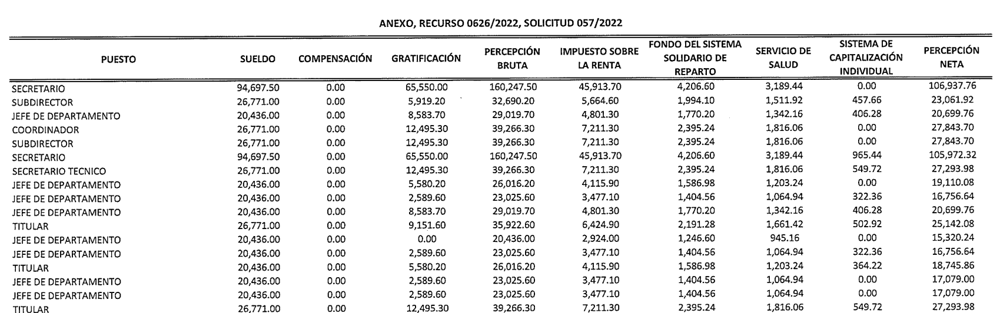 ANEXO, RECURSO 0626/2022, SOLICITUD 057/2022
PUESTO SUELDO COMPENSACIÓN GRATIFICACIÓN PERCEPCIÓN BRUTA IMPUESTO SOBRE LA RENTA FONDO DEL SISTEMA SOLIDARIO DE REPARTO SERVICIO DE SALUD SISTEMA DE CAPITALIZACIÓN INDIVIDUAL PERCEPCIÓN NETA
SECRETARIO 94,697.50 0.00 65,550.00 160,247.50 45,913.70 4,206.60 3,189.44 0.00 106,937.76
SUBDIRECTOR 26,771.00 0.00 5,919.20 32,690.20 5,664.60 1,994.10 1,511.92 457.66 23,061.92
JEFE DE DEPARTAMENTO 20,436.00 0.00 8,583.70 29,019.70 4,801.30 1,770.20 1,342.16 406.28 20,699.76
COORDINADOR 26,771.00 0.00 12,495.30 39,266.30 7,211.30 2,395.24 1,816.06 0.00 27,843.70
SUBDIRECTOR 26,771.00 0.00 12,495.30 39,266.30 7,211.30 2,395.24 1,816.06 0.00 27,843.70
SECRETARIO 94,697.50 0.00 65,550.00 160,247.50 45,913.70 4,206.60 3,189.44 965.44 105,972.32
SECRETARIO TECNICO 26,771.00 0.00 12,495.30 39,266.30 7,211.30 2,395.24 1,816.06 549.72 27,293.98
JEFE DE DEPARTAMENTO 20,436.00 0.00 5,580.20 26,016.20 4,115.90 1,586.98 1,203.24 0.00 19,110.08
JEFE DE DEPARTAMENTO 20,436.00 0.00 2,589.60 23,025.60 3,477.10 1,404.56 1,064.94 322.36 16,756.64
JEFE DE DEPARTAMENTO 20,436.00 0.00 8,583.70 29,019.70 4,801.30 1,770.20 1,342.16 406.28 20,699.76
TITULAR 26,771.00 0.00 9,151.60 35,922.60 6,424.90 2,191.28 1,661.42 502.92 25,142.08
JEFE DE DEPARTAMENTO 20,436.00 0.00 0.00 20,436.00 2,924.00 1,246.60 945.16 0.00 15,320.24
JEFE DE DEPARTAMENTO 20,436.00 0.00 2,589.60 23,025.60 3,477.10 1,404.56 1,064.94 322.36 16,756.64
TITULAR 20,436.00 0.00 5,580.20 26,016.20 4,115.90 1,586.98 1,203.24 364.22 18,745.86
JEFE DE DEPARTAMENTO 20,436.00 0.00 2,589.60 23,025.60 3,477.10 1,404.56 1,064.94 0.00 17,079.00
JEFE DE DEPARTAMENTO 20,436.00 0.00 2,589.60 23,025.60 3,477.10 1,404.56 1,064.94 0.00 17,079.00
TITULAR 26,771.00 0.00 12,495.30 39,266.30 7,211.30 2,395.24 1,816.06 549.72 27,293.98